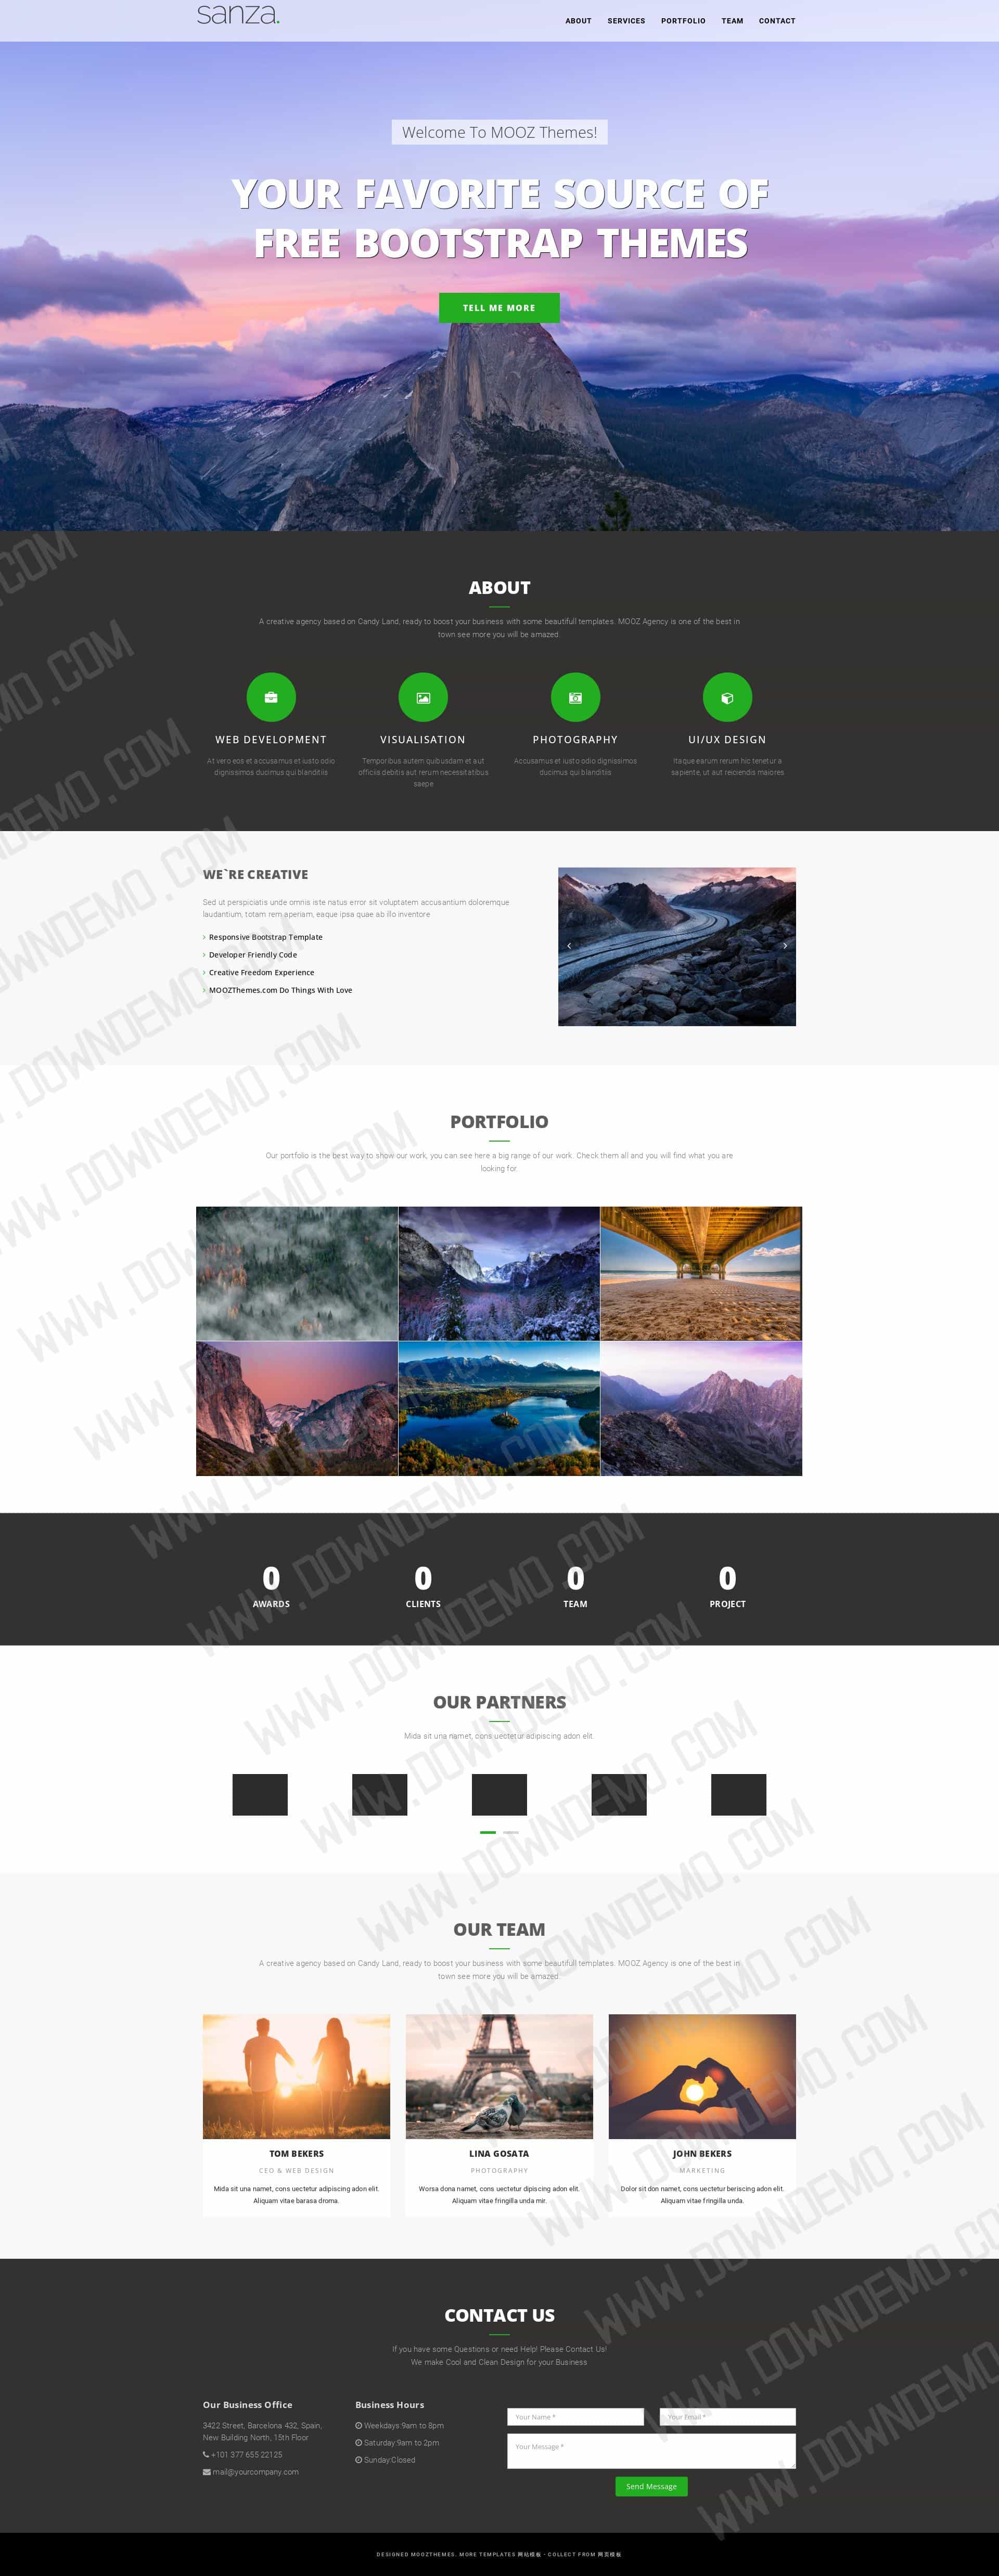 sanza.
ABOUT
SERVICES
PORTFOLIO
TEAM
CONTACT
Welcome To MOOZ Themes!
YOUR FAVORITE SOURCE OF
FREE BOOTSTRAP THEMES
TELL ME MORE
ABOUT
A creative agency based on Candy Land, ready to boost your business with some beautifull templates. MOOZ Agency is one of the best in
town see more you will be amazed.
WEB DEVELOPMENT
At vero eos et accusamus et iusto odio
dignissimos ducimus qui blanditiis
VISUALISATION
Temporibus autem quibusdam et aut
officiis debitis aut rerum necessitatibus
saepe
PHOTOGRAPHY
Accusamus et iusto odio dignissimos
ducimus qui blanditiis
UI/UX DESIGN
Itaque earum rerum hic tenetur a
sapiente, ut aut reiciendis maiores
WE`RE CREATIVE
Sed ut perspiciatis unde omnis iste natus error sit voluptatem accusantium doloremque
laudantium, totam rem aperiam, eaque ipsa quae ab illo inventore
Responsive Bootstrap Template
Developer Friendly Code
Creative Freedom Experience
MOOZThemes.com Do Things With Love
PORTFOLIO
Our portfolio is the best way to show our work, you can see here a big range of our work. Check them all and you will find what you are
looking for.
0
AWARDS
0
CLIENTS
0
TEAM
0
PROJECT
OUR PARTNERS
Mida sit una namet, cons uectetur adipiscing adon elit.
OUR TEAM
A creative agency based on Candy Land, ready to boost your business with some beautifull templates. MOOZ Agency is one of the best in
town see more you will be amazed.
TOM BEKERS
CEO & WEB DESIGN
Mida sit una namet, cons uectetur adipiscing adon elit.
Aliquam vitae barasa droma.
LINA GOSATA
PHOTOGRAPHY
Worsa dona namet, cons uectetur dipiscing adon elit.
Aliquam vitae fringilla unda mir.
JOHN BEKERS
MARKETING
Dolor sit don namet, cons uectetur beriscing adon elit.
Aliquam vitae fringilla unda.
CONTACT US
If you have some Questions or need Help! Please Contact Us!
We make Cool and Clean Design for your Business
Our Business Office
3422 Street, Barcelona 432, Spain,
New Building North, 15th Floor
+101 377 655 22125
mail@yourcompany.com
Business Hours
Weekdays:9am to 8pm
Saturday:9am to 2pm
Sunday:Closed
Your Name *
Your Email *
Your Message *
Send Message
DESIGNED MOOZTHEMES. MORE TEMPLATES 网站模板 - COLLECT FROM 网页模板
WWW.DOWNDEMO.COM